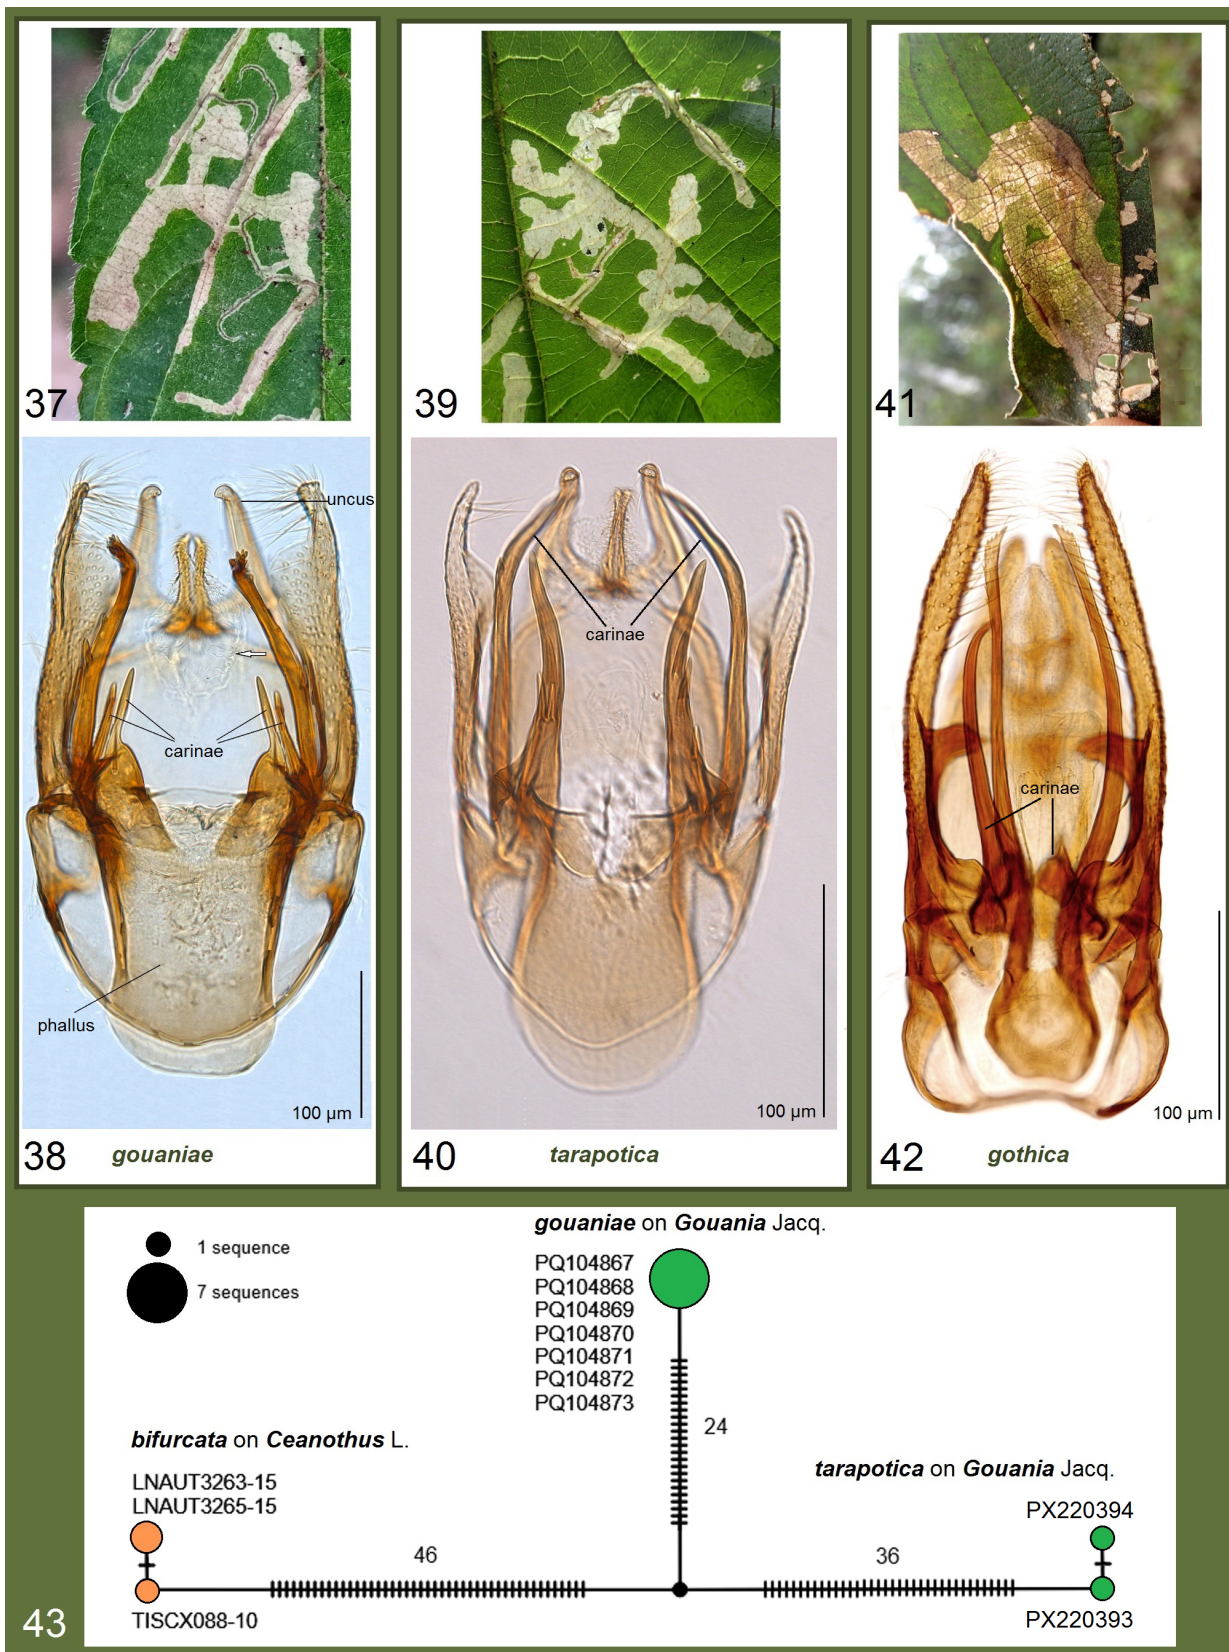 37
39
41
uncus
carinae
phallus
100 µm
38 gouaniae
carinae
100 µm
40 tarapotica
carinae
100 µm
42 gothica
1 sequence
7 sequences
gouaniae on Gouania Jacq.
PQ104867
PQ104868
PQ104869
PQ104870
PQ104871
PQ104872
PQ104873
24
bifurcata on Ceanothus L.
LNAUT3263-15
LNAUT3265-15
46
TISCX088-10
tarapotica on Gouania Jacq.
PX220394
36
PX220393
43